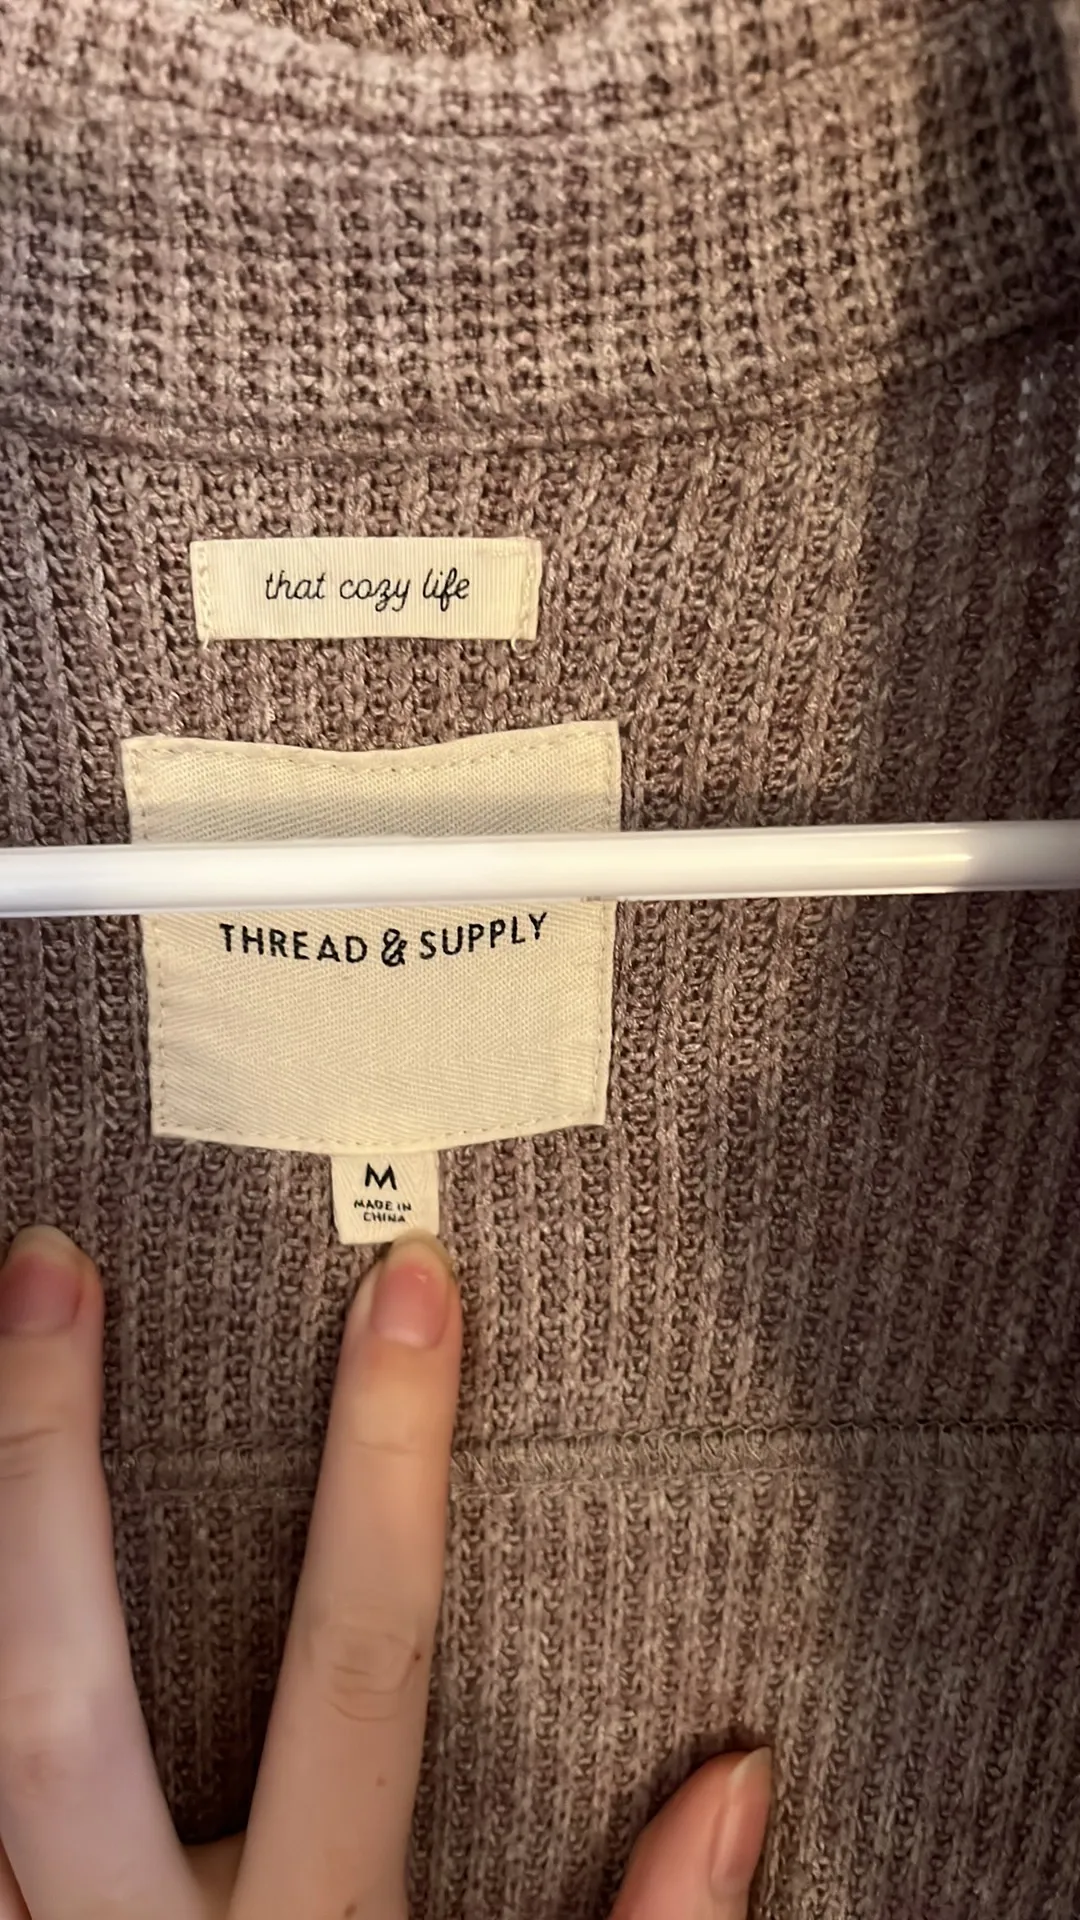 that cozy life
THREAD & SUPPLY
M
MADE IN
CHINA